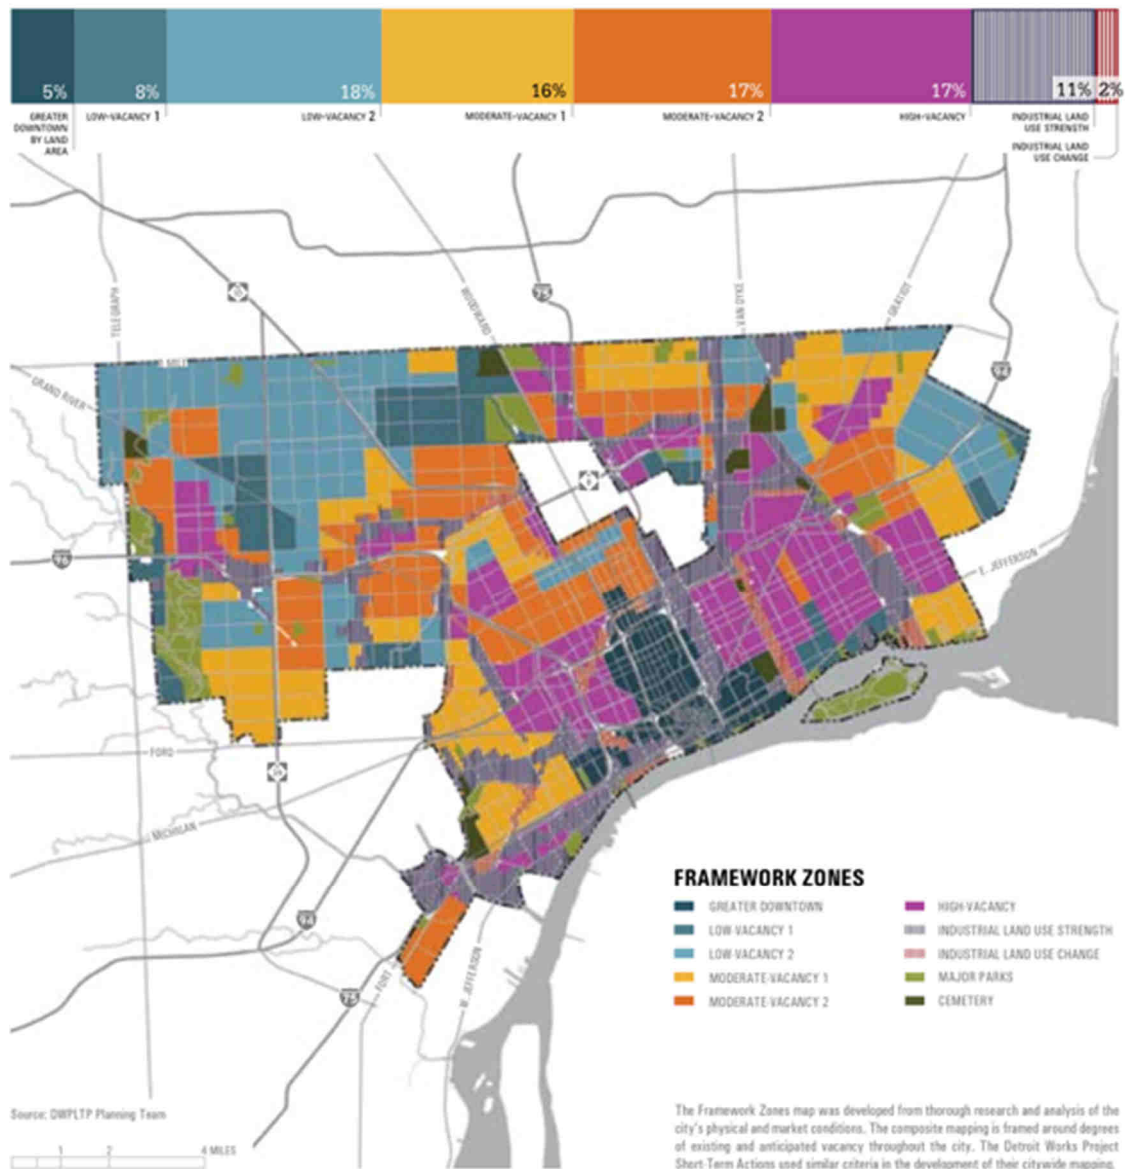 5%
8%
18%
16%
17%
17%
11%
2%
GREATER
DOWNTOWN
BY LAND
AREA
LOW-VACANCY 1
LOW-VACANCY 2
MODERATE-VACANCY 1
MODERATE-VACANCY 2
HIGH-VACANCY
INDUSTRIAL LAND
USE STRENGTH
INDUSTRIAL LAND
USE CHANGE
TELEGRAPH
WOODWARD
75
VAN DYKE
GRATIOT
8 MILE
GRAND RIVER
E. JEFFERSON
FORD
MICHIGAN
FORT
W. JEFFERSON
75
FRAMEWORK ZONES
GREATER DOWNTOWN
LOW-VACANCY 1
LOW-VACANCY 2
MODERATE-VACANCY 1
MODERATE-VACANCY 2
HIGH-VACANCY
INDUSTRIAL LAND USE STRENGTH
INDUSTRIAL LAND USE CHANGE
MAJOR PARKS
CEMETERY
Source: DWPLTP Planning Team
1 2 4 MILES
The Framework Zones map was developed from thorough research and analysis of the
city's physical and market conditions. The composite mapping is framed around degrees
of existing and anticipated vacancy throughout the city. The Detroit Works Project
Short-Term Actions used similar criteria in the development of their citywide mapping.